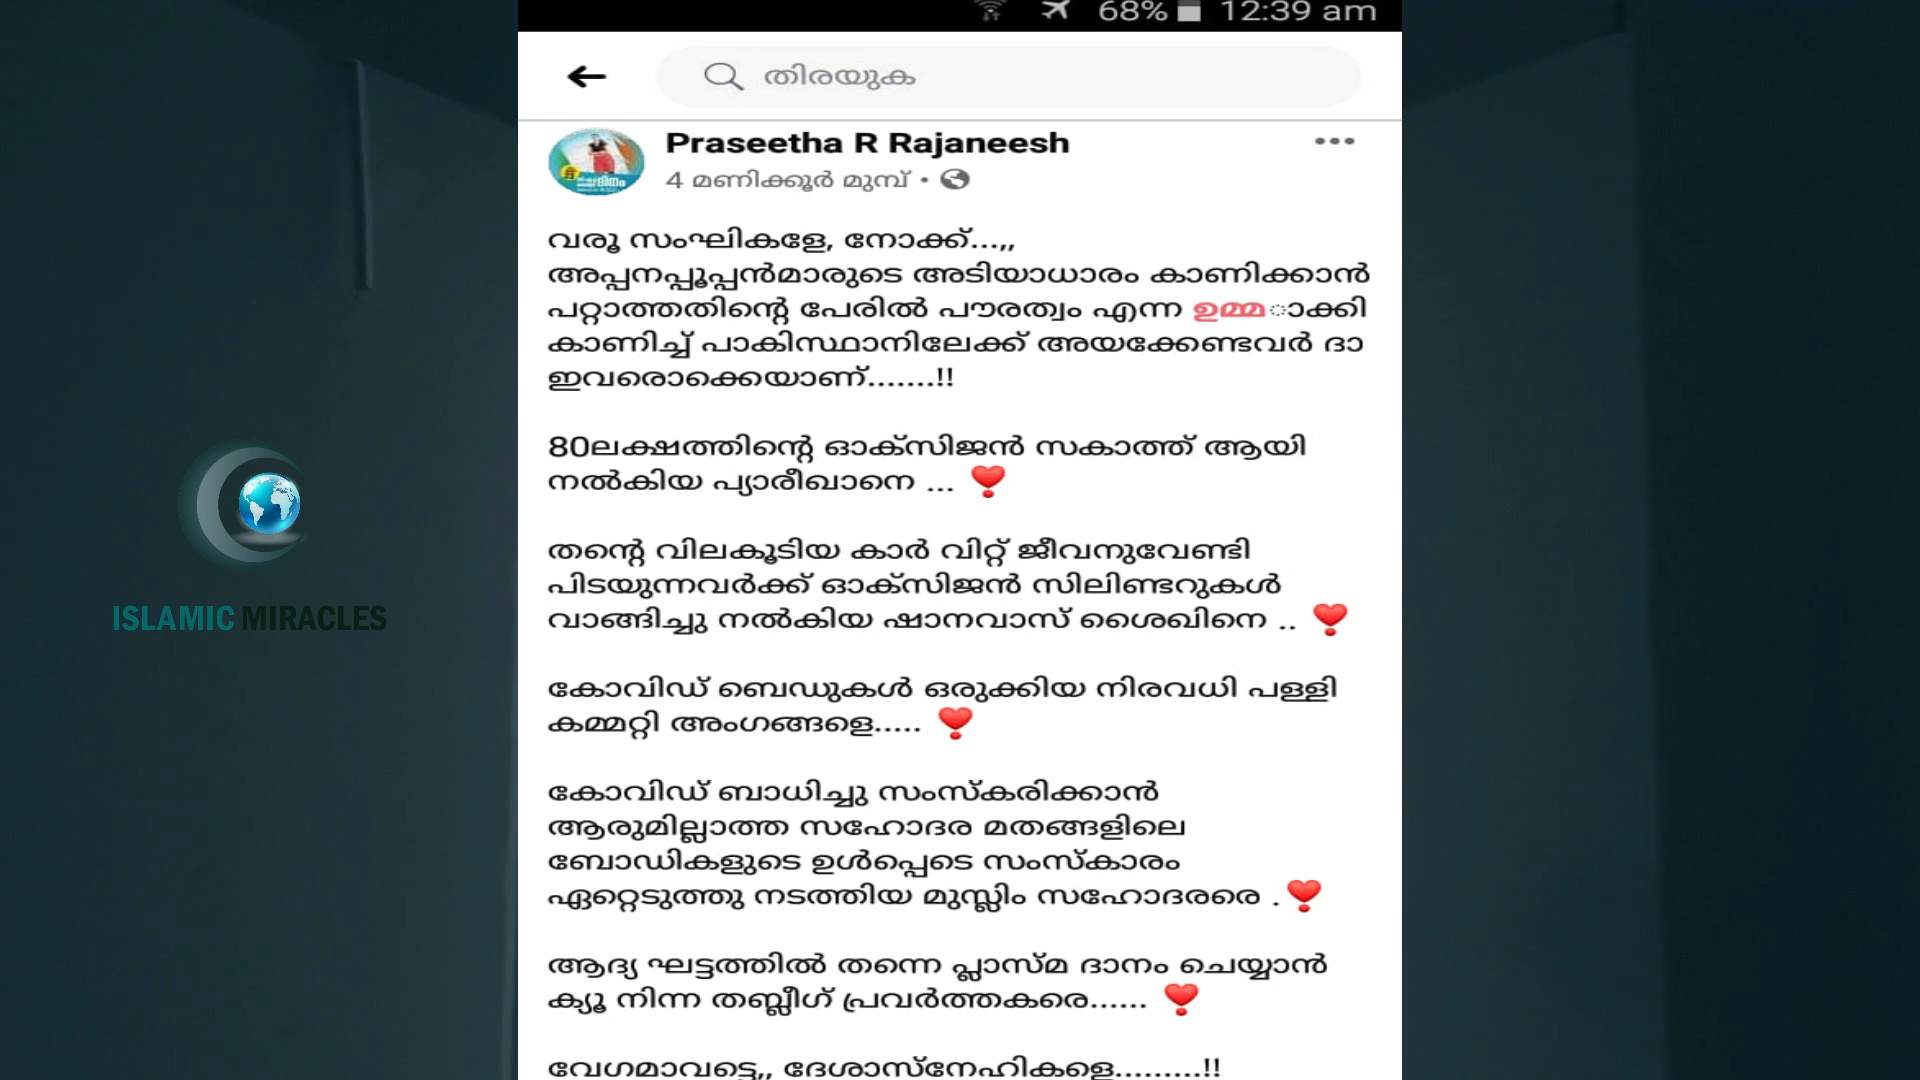 68% 12:39 am
തിരയുക
Praseetha R Rajaneesh
4 മണിക്കൂർ മുമ്പ് •
വരൂ സംഘികളേ, നോക്ക്...,,
അപ്പനപ്പൂപ്പൻമാരുടെ അടിയാധാരം കാണിക്കാൻ
പറ്റാത്തതിന്റെ പേരിൽ പൗരത്വം എന്ന ഉമ്മാക്കി
കാണിച്ച് പാകിസ്ഥാനിലേക്ക് അയക്കേണ്ടവർ ദാ
ഇവരൊക്കെയാണ്.......!!
80ലക്ഷത്തിന്റെ ഓക്സിജൻ സകാത്ത് ആയി
നൽകിയ പ്യാരീഖാനെ ... ❣
തന്റെ വിലകൂടിയ കാർ വിറ്റ് ജീവനുവേണ്ടി
പിടയുന്നവർക്ക് ഓക്സിജൻ സിലിണ്ടറുകൾ
വാങ്ങിച്ചു നൽകിയ ഷാനവാസ് ശൈഖിനെ .. ❣
കോവിഡ് ബെഡുകൾ ഒരുക്കിയ നിരവധി പള്ളി
കമ്മറ്റി അംഗങ്ങളെ..... ❣
കോവിഡ് ബാധിച്ചു സംസ്കരിക്കാൻ
ആരുമില്ലാത്ത സഹോദര മതങ്ങളിലെ
ബോഡികളുടെ ഉൾപ്പെടെ സംസ്കാരം
ഏറ്റെടുത്തു നടത്തിയ മുസ്ലിം സഹോദരരെ .❣
ആദ്യ ഘട്ടത്തിൽ തന്നെ പ്ലാസ്മ ദാനം ചെയ്യാൻ
ക്യൂ നിന്ന തബ്ലീഗ് പ്രവർത്തകരെ...... ❣
വേഗമാവട്ടെ,, ദേശാസ്നേഹികളെ.........!!
ISLAMIC MIRACLES